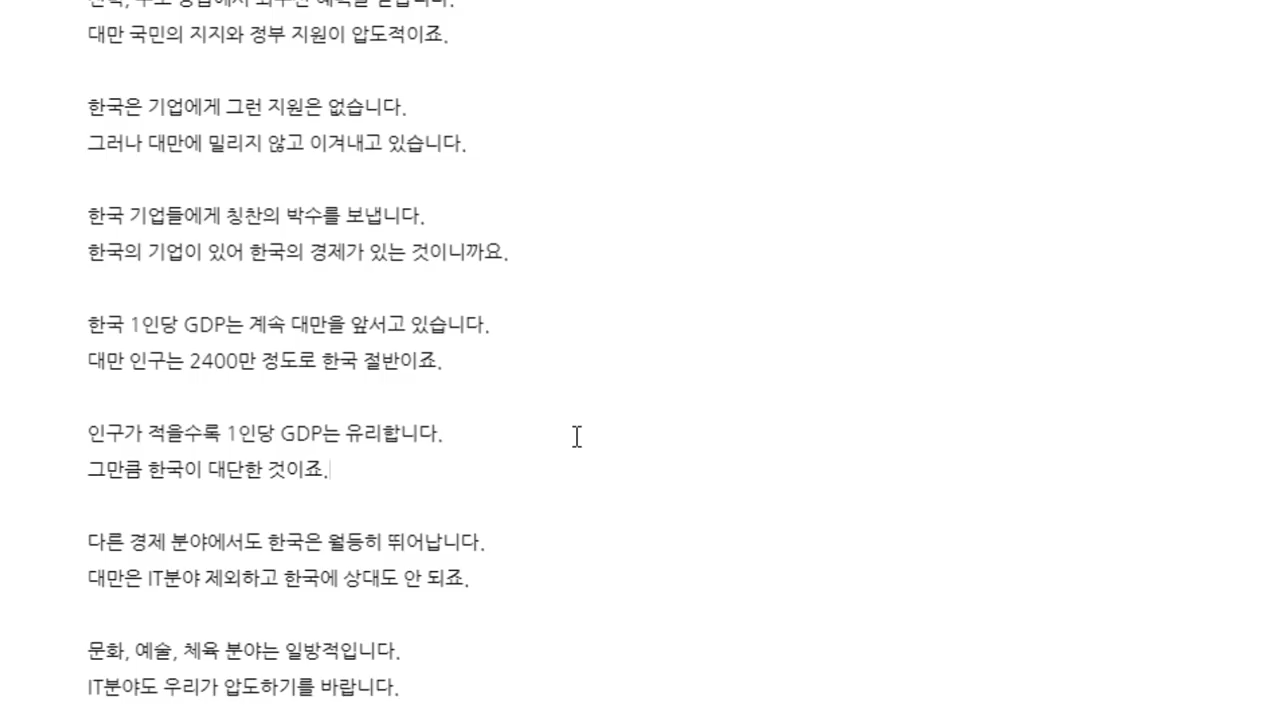 대만 국민의 지지와 정부 지원이 압도적이죠.
한국은 기업에게 그런 지원은 없습니다.
그러나 대만에 밀리지 않고 이겨내고 있습니다.
한국 기업들에게 칭찬의 박수를 보냅니다.
한국의 기업이 있어 한국의 경제가 있는 것이니까요.
한국 1인당 GDP는 계속 대만을 앞서고 있습니다.
대만 인구는 2400만 정도로 한국 절반이죠.
인구가 적을수록 1인당 GDP는 유리합니다.
그만큼 한국이 대단한 것이죠.
다른 경제 분야에서도 한국은 월등히 뛰어납니다.
대만은 IT분야 제외하고 한국에 상대도 안 되죠.
문화, 예술, 체육 분야는 일방적입니다.
IT분야도 우리가 압도하기를 바랍니다.